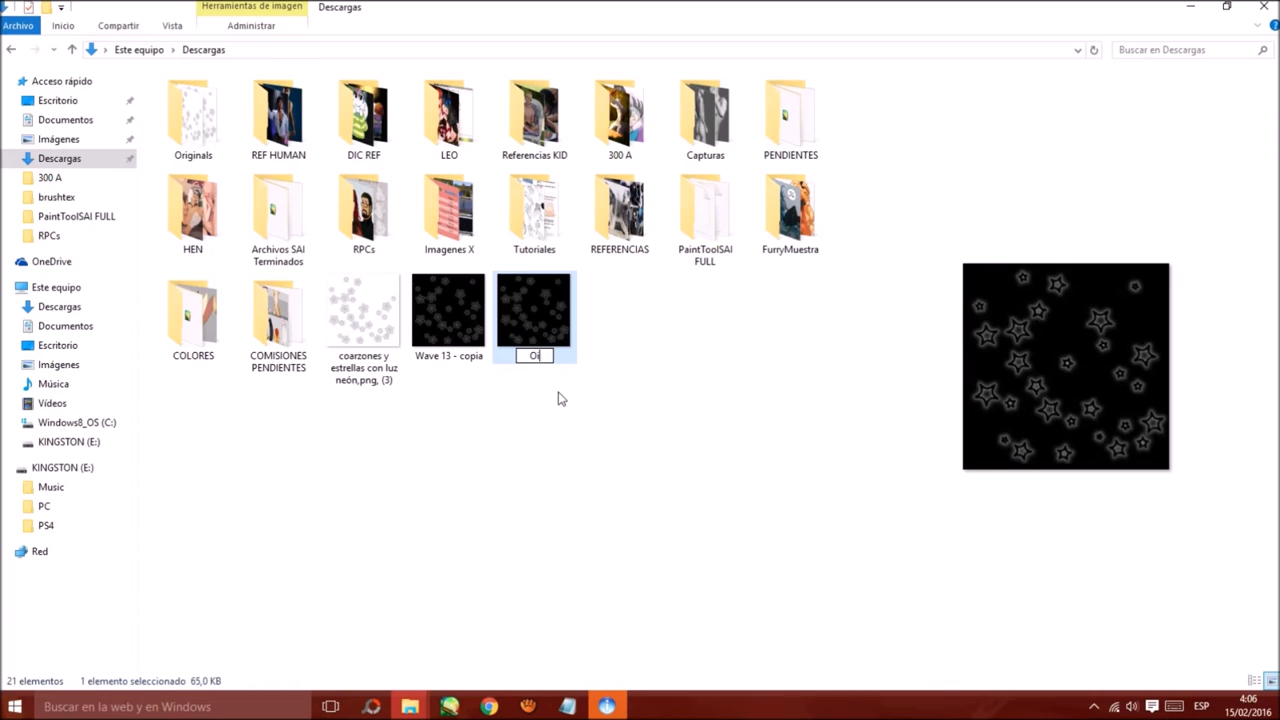 Herramientas de imagen
Descargas
Archivo
Inicio
Compartir
Vista
Administrar
Este equipo
Descargas
Buscar en Descargas
Acceso rápido
Escritorio
Documentos
Imágenes
Descargas
300 A
brushtex
PaintToolSAI FULL
RPCs
OneDrive
Este equipo
Descargas
Documentos
Escritorio
Imágenes
Música
Vídeos
Windows8_OS (C:)
KINGSTON (E:)
KINGSTON (E:)
Music
PC
PS4
Red
Originals
REF HUMAN
DIC REF
LEO
Referencias KID
300 A
Capturas
PENDIENTES
HEN
Archivos SAI
Terminados
RPCs
Imagenes X
Tutoriales
REFERENCIAS
PaintToolSAI
FULL
FurryMuestra
COLORES
COMISIONES
PENDIENTES
coarzones y
estrellas con luz
neón,png, (3)
Wave 13 - copia
Oi
21 elementos
1 elemento seleccionado 65,0 KB
Buscar en la web y en Windows
ESP
4:06
15/02/2016